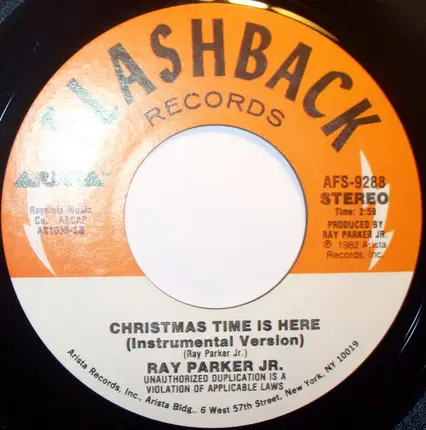 FLASHBACK
RECORDS
ARISTA
Raydiola Music
Co. ASCAP
AFS-9288
STEREO
Time: 2:59
PRODUCED BY
RAY PARKER JR.
℗ 1982 Arista
Records, Inc.
CHRISTMAS TIME IS HERE
(Instrumental Version)
(Ray Parker Jr.)
RAY PARKER JR.
UNAUTHORIZED DUPLICATION IS A
VIOLATION OF APPLICABLE LAWS
Arista Records, Inc., Arista Bldg., 6 West 57th Street, New York, NY 10019